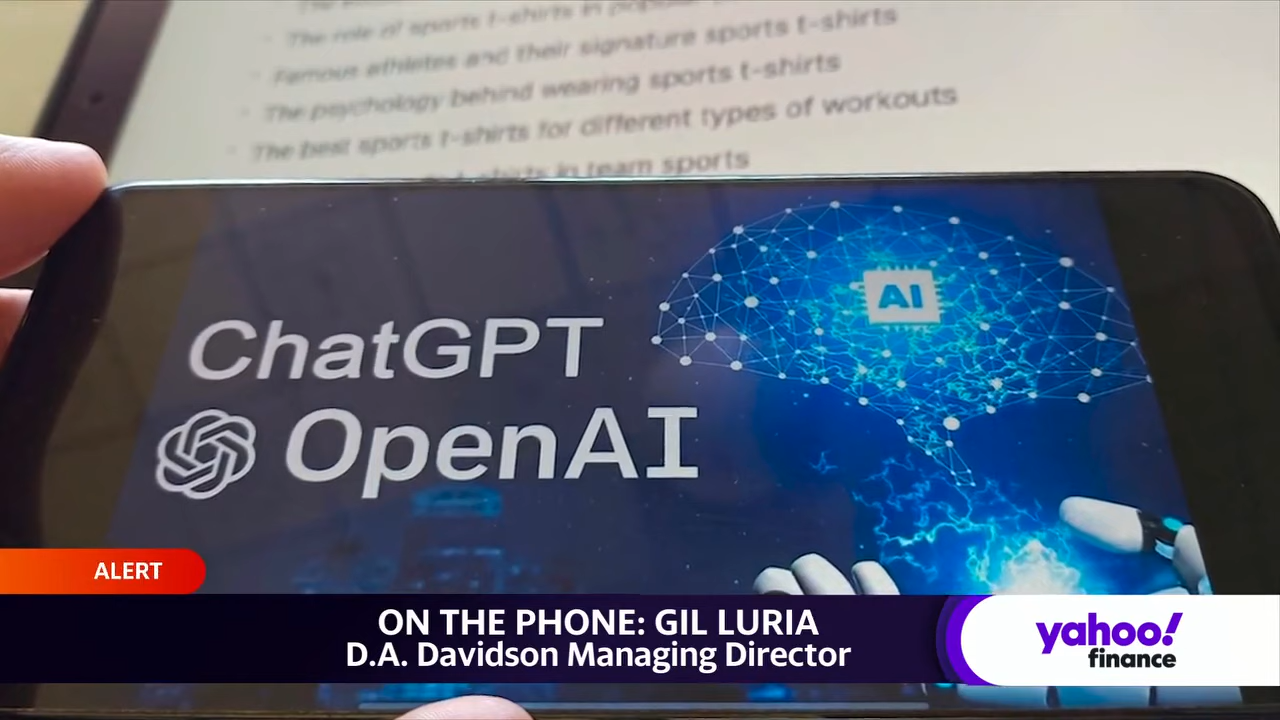 The role of sports t-shirts in
Famous athletes and their signature sports t-shirts
The psychology behind wearing sports t-shirts
The best sports t-shirts for different types of workouts
t-shirts in team sports
AI
ChatGPT
OpenAI
ALERT
ON THE PHONE: GIL LURIA
D.A. Davidson Managing Director
yahoo!
finance